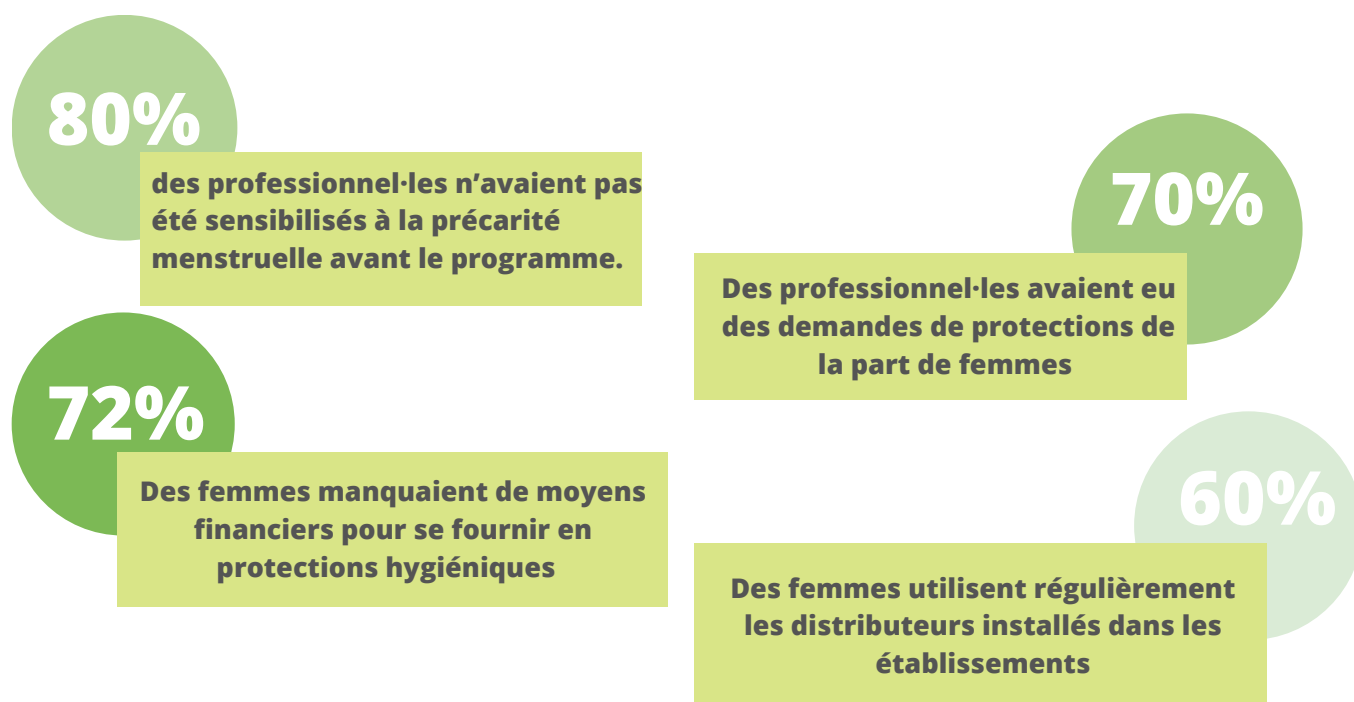 80%
des professionnel·les n’avaient pas
été sensibilisés à la précarité
menstruelle avant le programme.
70%
Des professionnel·les avaient eu
des demandes de protections de
la part de femmes
72%
Des femmes manquaient de moyens
financiers pour se fournir en
protections hygiéniques
60%
Des femmes utilisent régulièrement
les distributeurs installés dans les
établissements